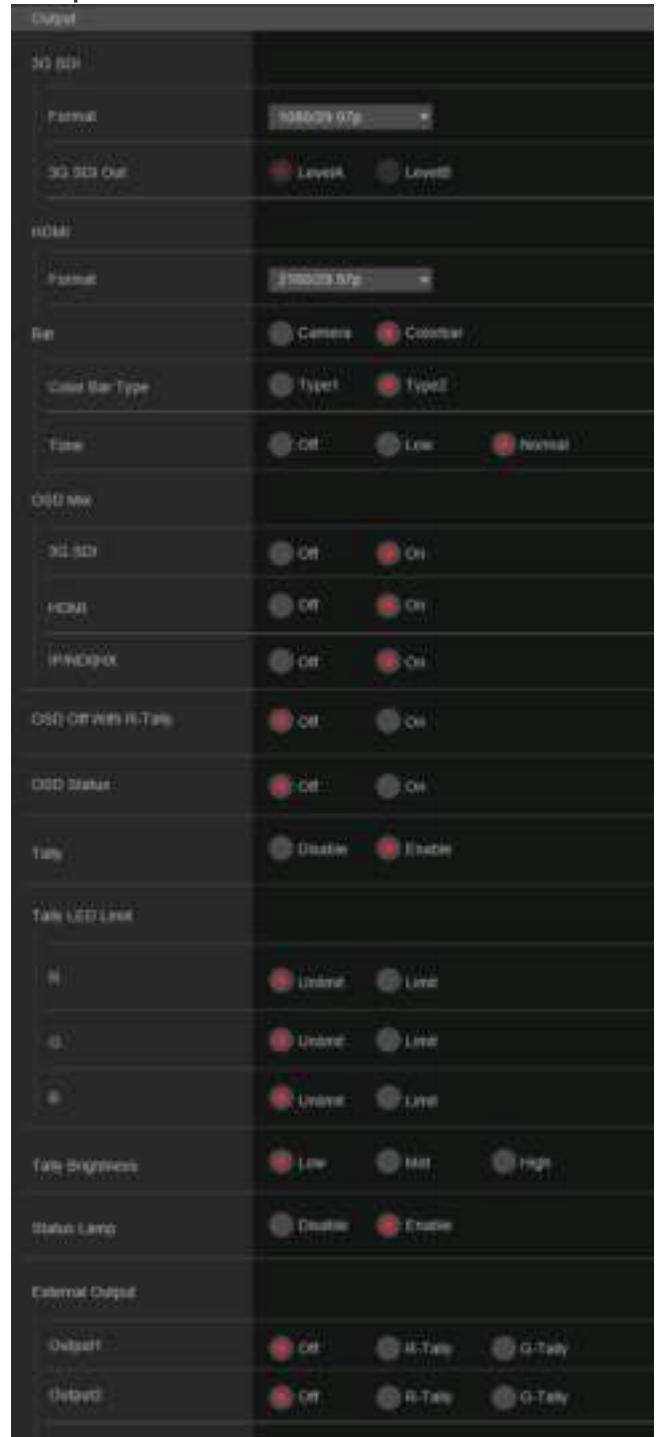 Output
3G SDI
Format 1080/29.97p
3G SDI Out LevelA LevelB
HDMI
Format 2160/29.97p
Bar Camera Colorbar
Color Bar Type Type1 Type2
Tone Off Low Normal
OSD Mix
3G SDI Off On
HDMI Off On
IP/NDI|HX Off On
OSD Off With R-Tally Off On
OSD Status Off On
Tally Disable Enable
Tally LED Limit
R Unlimit Limit
G Unlimit Limit
B Unlimit Limit
Tally Brightness Low Mid High
Status Lamp Disable Enable
External Output
Output1 Off R-Tally G-Tally
Output2 Off R-Tally G-Tally